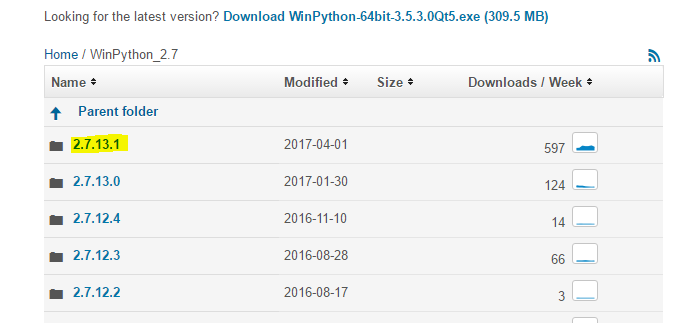 Looking for the latest version? Download WinPython-64bit-3.5.3.0Qt5.exe (309.5 MB)
Home / WinPython_2.7
Name Modified Size Downloads / Week
Parent folder
2.7.13.1 2017-04-01 597
2.7.13.0 2017-01-30 124
2.7.12.4 2016-11-10 14
2.7.12.3 2016-08-28 66
2.7.12.2 2016-08-17 3